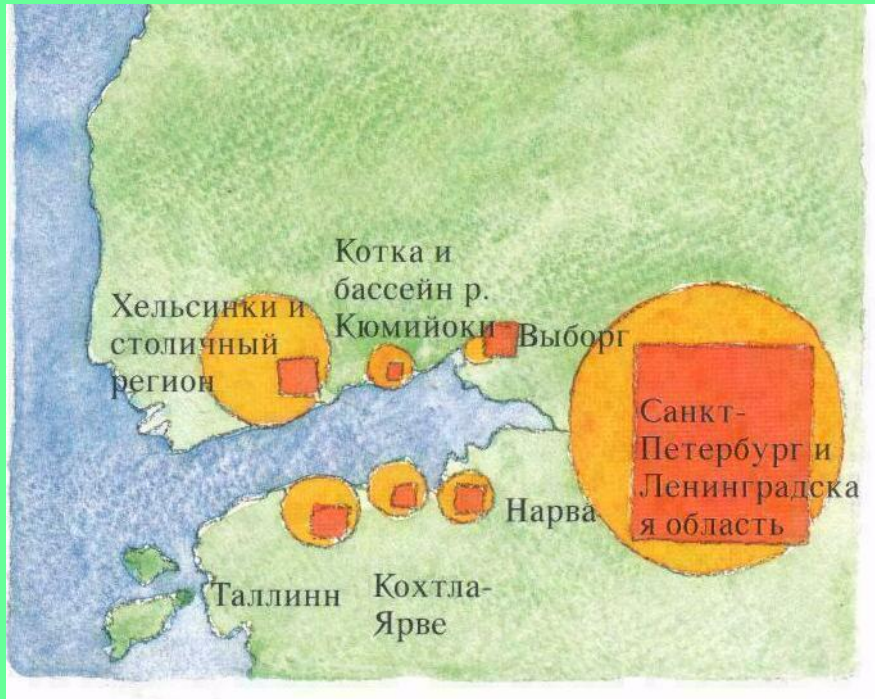 Хельсинки и
столичный
регион
Котка и
бассейн р.
Кюмийоки
Выборг
Санкт-
Петербург и
Ленинградска
я область
Нарва
Таллинн
Кохтла-
Ярве